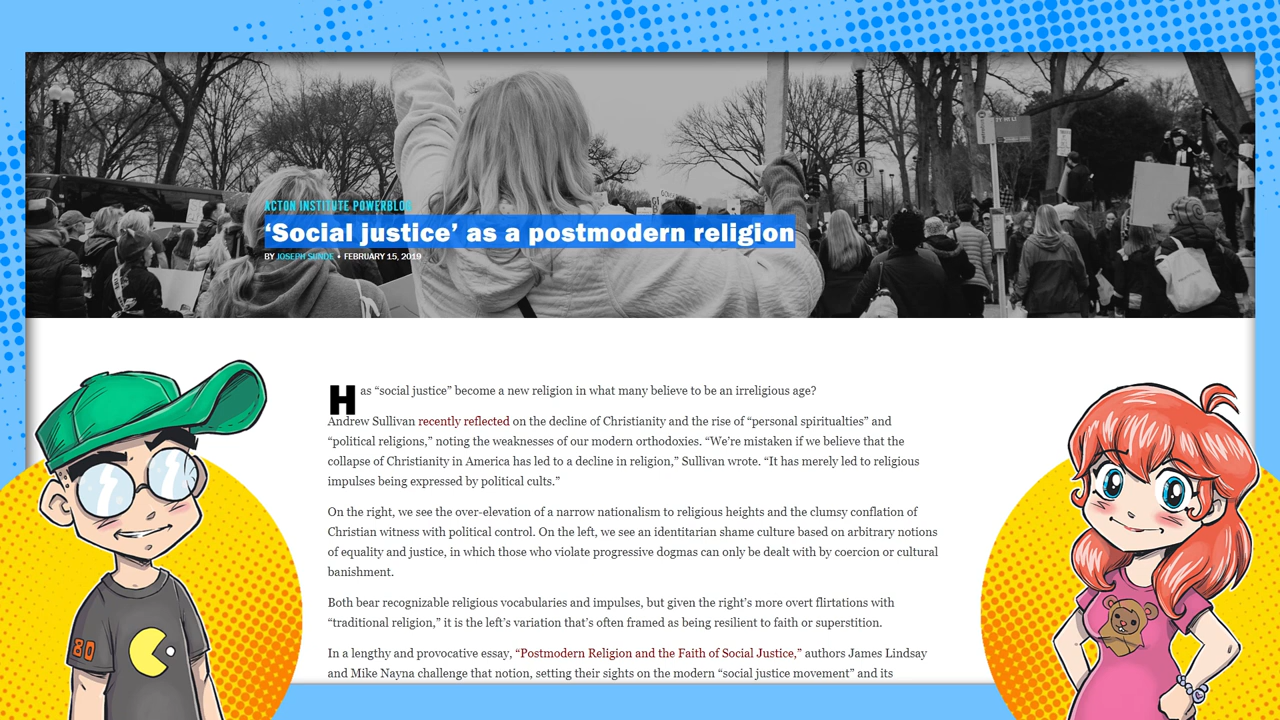 ACTON INSTITUTE POWERBLOG
‘Social justice’ as a postmodern religion
BY JOSEPH SUNDE • FEBRUARY 15, 2019
Has “social justice” become a new religion in what many believe to be an irreligious age?
Andrew Sullivan recently reflected on the decline of Christianity and the rise of “personal spiritualties” and
“political religions,” noting the weaknesses of our modern orthodoxies. “We’re mistaken if we believe that the
collapse of Christianity in America has led to a decline in religion,” Sullivan wrote. “It has merely led to religious
impulses being expressed by political cults.”
On the right, we see the over-elevation of a narrow nationalism to religious heights and the clumsy conflation of
Christian witness with political control. On the left, we see an identitarian shame culture based on arbitrary notions
of equality and justice, in which those who violate progressive dogmas can only be dealt with by coercion or cultural
banishment.
Both bear recognizable religious vocabularies and impulses, but given the right’s more overt flirtations with
“traditional religion,” it is the left’s variation that’s often framed as being resilient to faith or superstition.
In a lengthy and provocative essay, “Postmodern Religion and the Faith of Social Justice,” authors James Lindsay
and Mike Nayna challenge that notion, setting their sights on the modern “social justice movement” and its
80